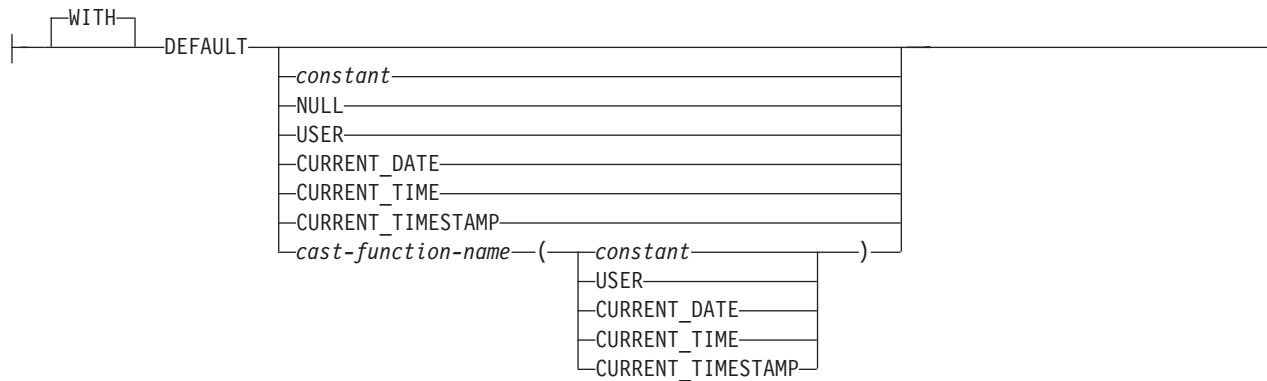 WITH
DEFAULT
constant
NULL
USER
CURRENT_DATE
CURRENT_TIME
CURRENT_TIMESTAMP
cast-function-name ( constant )
USER
CURRENT_DATE
CURRENT_TIME
CURRENT_TIMESTAMP